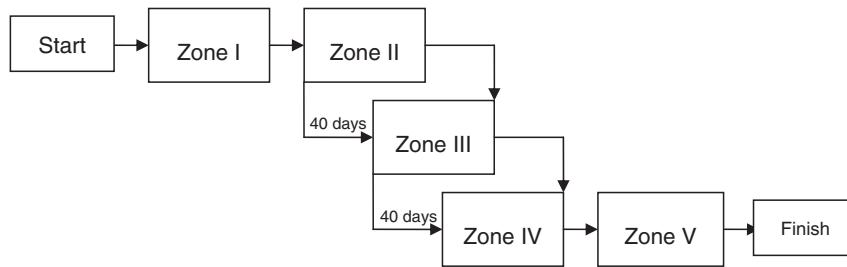 Start
Zone I
Zone II
40 days
Zone III
40 days
Zone IV
Zone V
Finish